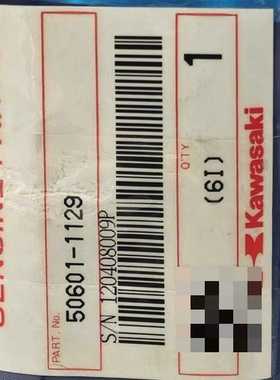 PART. No.
50601-1129
S/N 120408009P
Q'TY
1
(6I)
Kawasaki